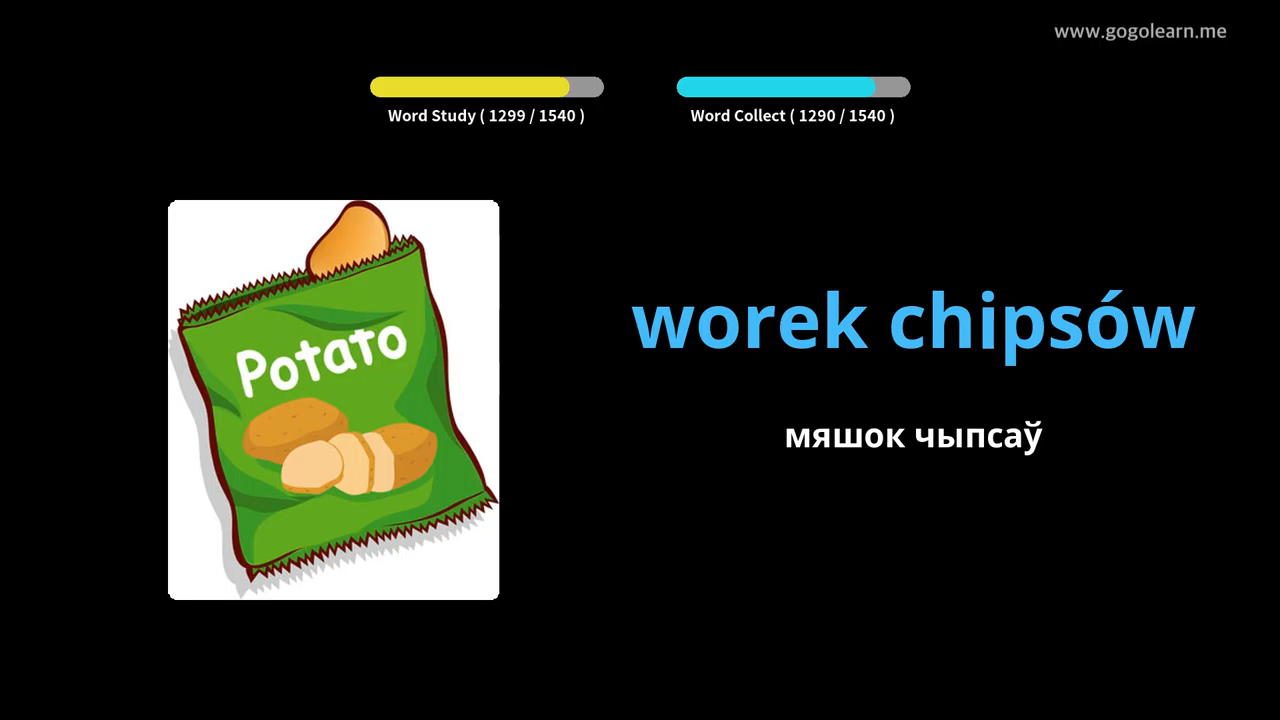 www.gogolearn.me
Word Study ( 1299 / 1540 )
Word Collect ( 1290 / 1540 )
Potato
worek chipsów
мяшок чыпсаў